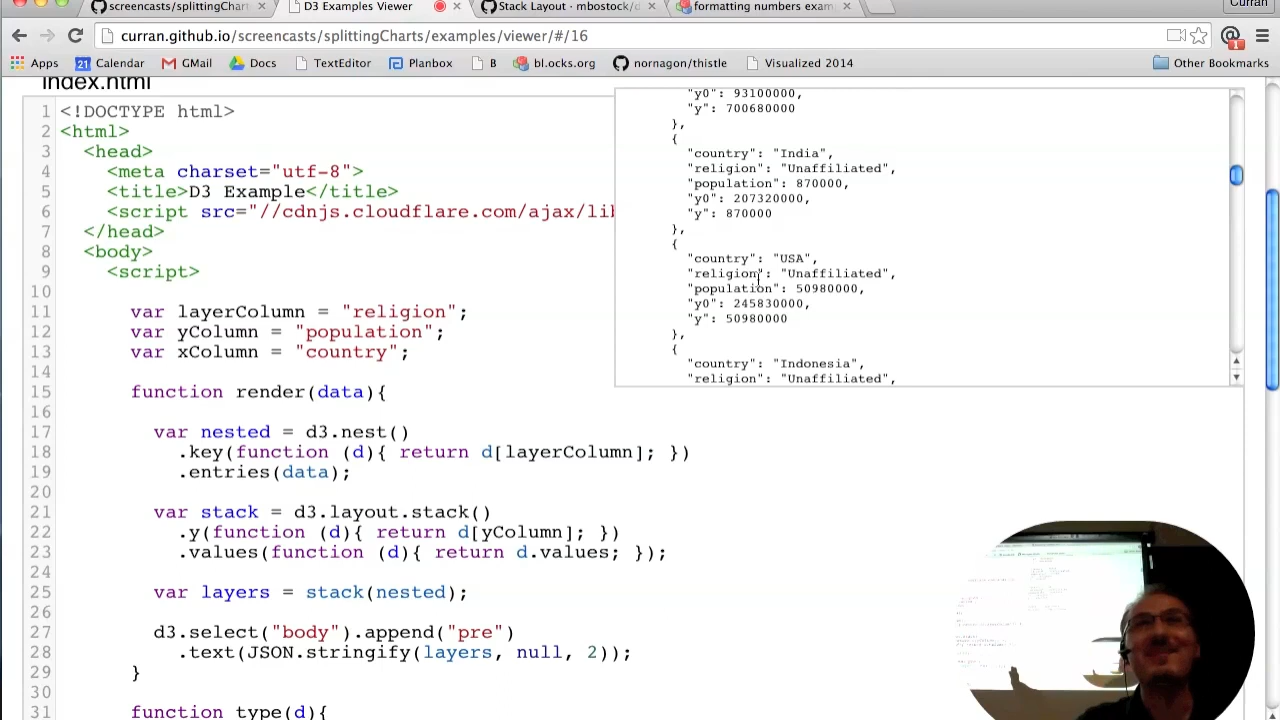 screencasts/splittingChart
D3 Examples Viewer
Stack Layout · mbostock/d
formatting numbers exam
Curran
curran.github.io/screencasts/splittingCharts/examples/viewer/#/16
1
Apps
21 Calendar
GMail
Docs
TextEditor
Planbox
B
bl.ocks.org
nornagon/thistle
Visualized 2014
Other Bookmarks
index.html
1 <!DOCTYPE html>
2 <html>
3 <head>
4 <meta charset="utf-8">
5 <title>D3 Example</title>
6 <script src="//cdnjs.cloudflare.com/ajax/lib
7 </head>
8 <body>
9 <script>
10
11 var layerColumn = "religion";
12 var yColumn = "population";
13 var xColumn = "country";
14
15 function render(data){
16
17 var nested = d3.nest()
18 .key(function (d){ return d[layerColumn]; })
19 .entries(data);
20
21 var stack = d3.layout.stack()
22 .y(function (d){ return d[yColumn]; })
23 .values(function (d){ return d.values; });
24
25 var layers = stack(nested);
26
27 d3.select("body").append("pre")
28 .text(JSON.stringify(layers, null, 2));
29 }
30
31 function type(d){
"y0": 93100000,
"y": 700680000
},
{
"country": "India",
"religion": "Unaffiliated",
"population": 870000,
"y0": 207320000,
"y": 870000
},
{
"country": "USA",
"religion": "Unaffiliated",
"population": 50980000,
"y0": 245830000,
"y": 50980000
},
{
"country": "Indonesia",
"religion": "Unaffiliated",